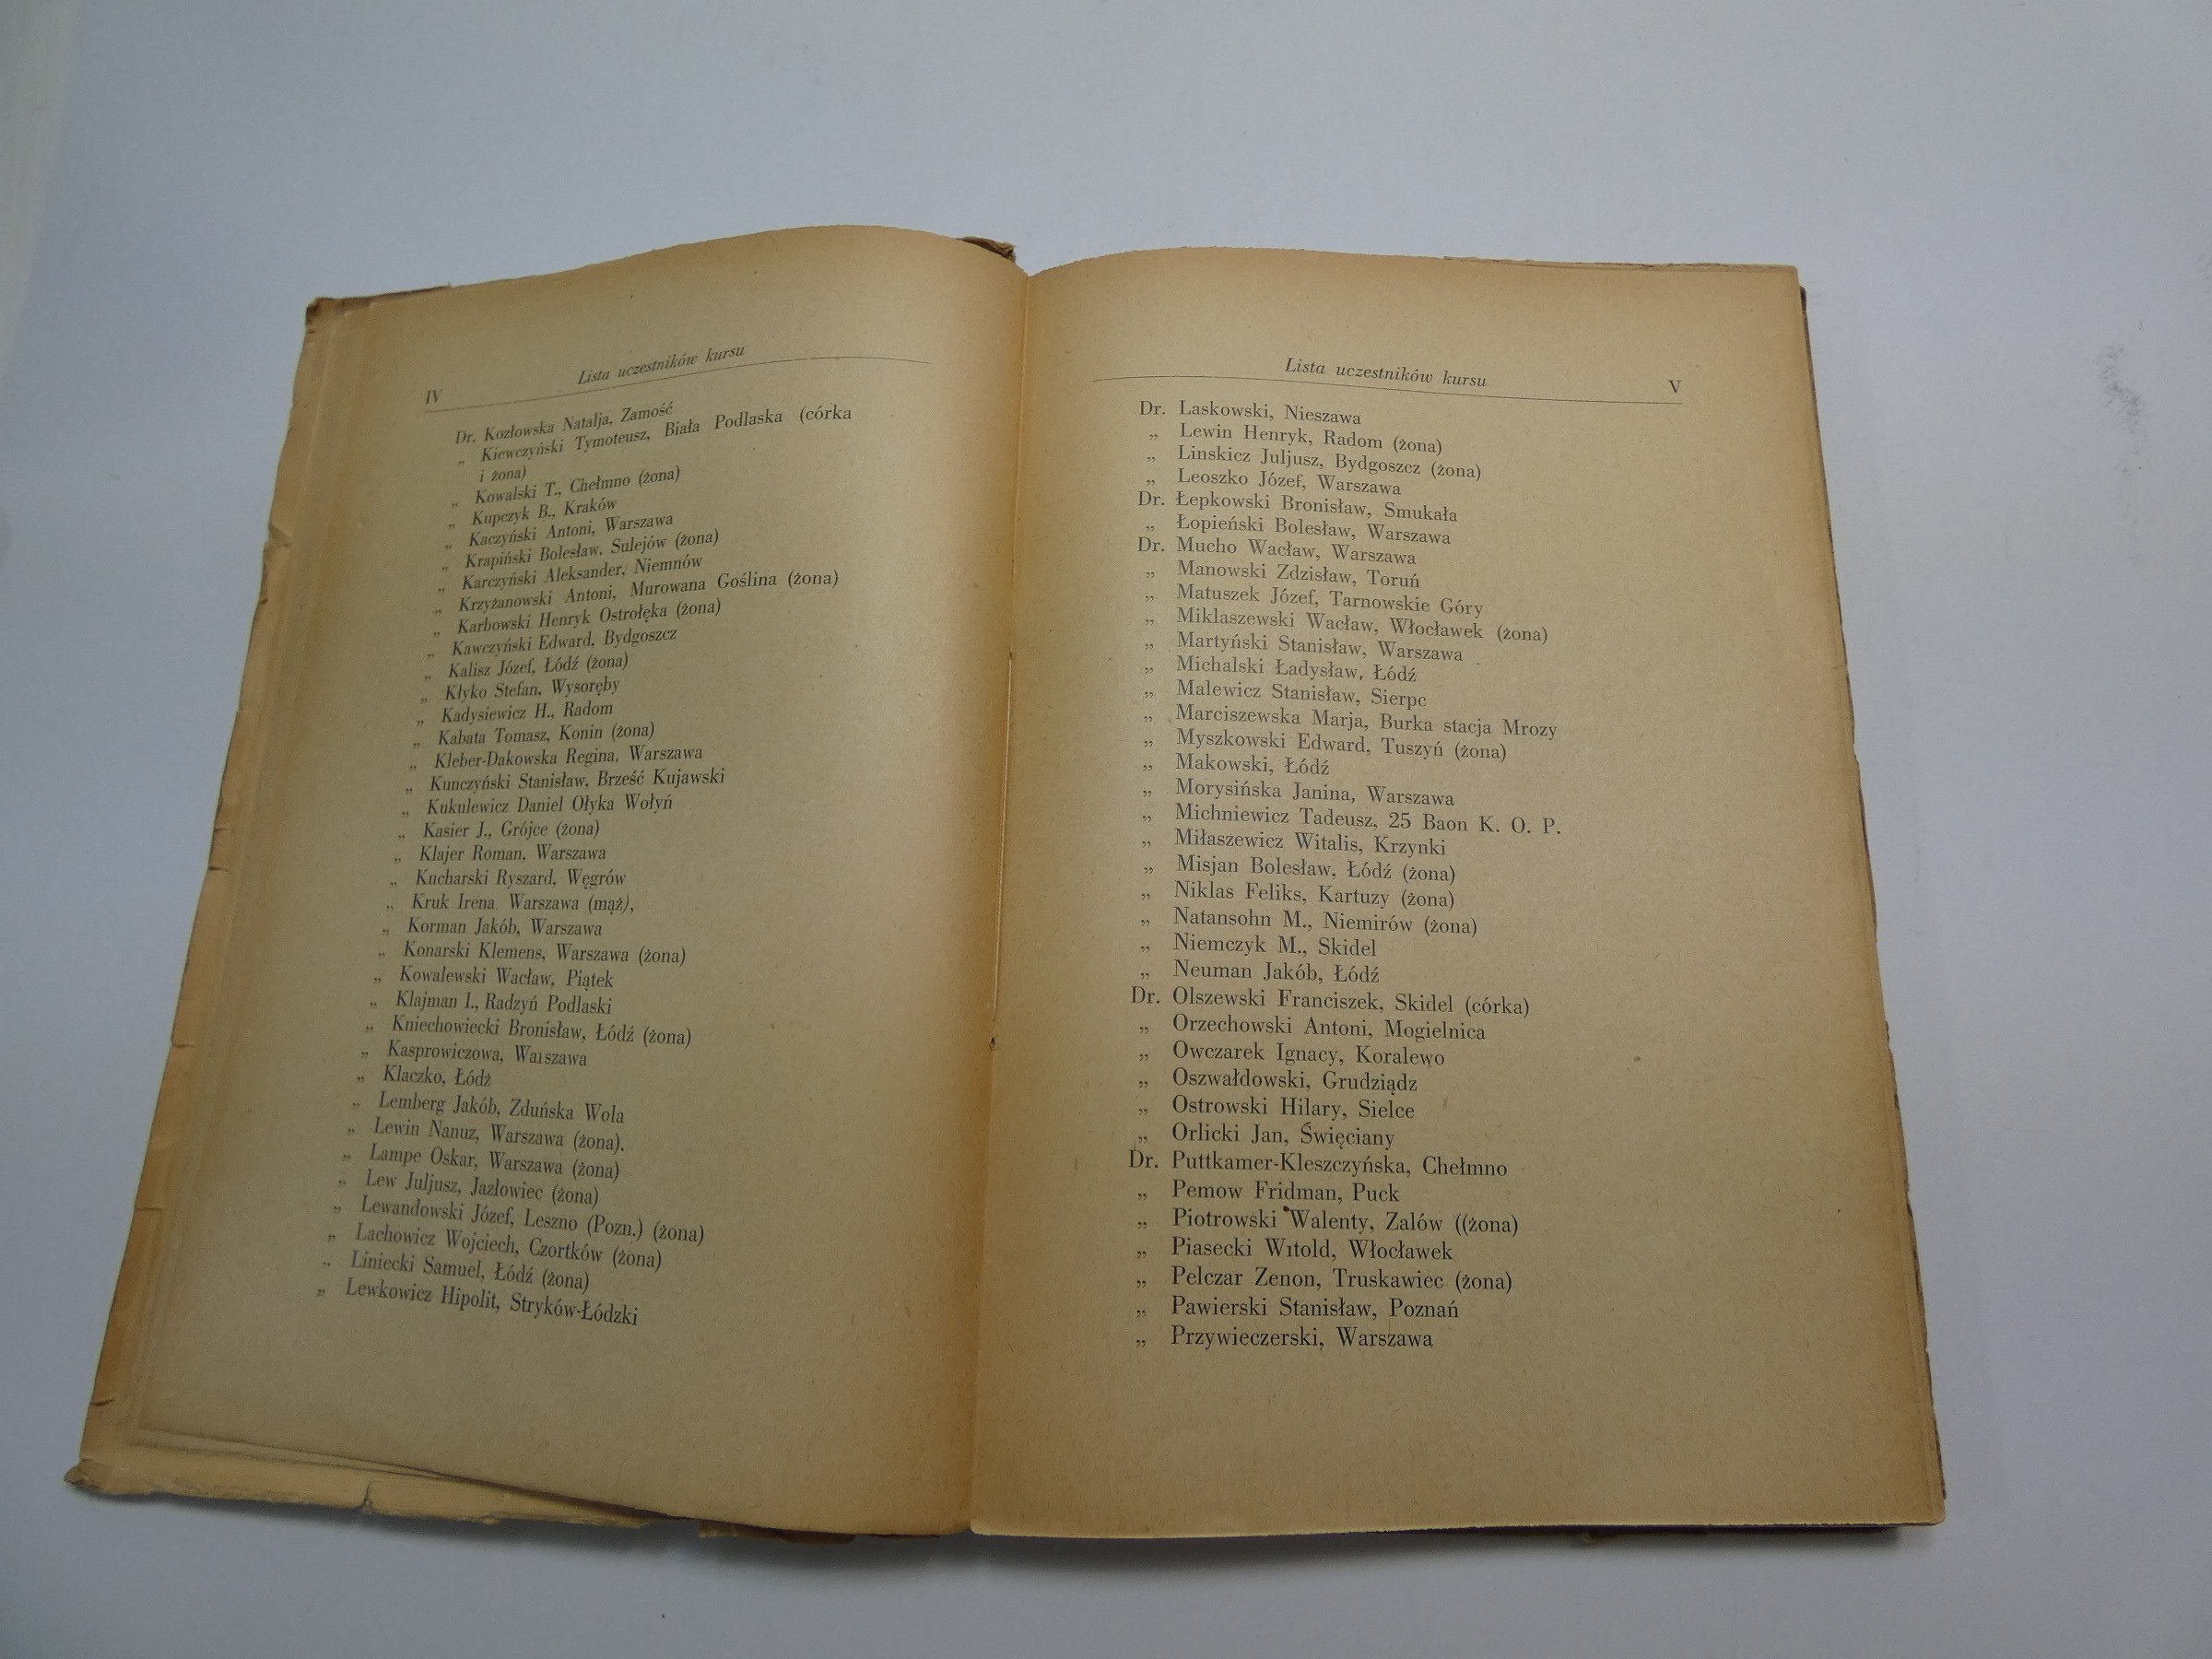 IV
Lista uczestników kursu
Dr. Kozłowska Natalja, Zamość
„ Kiewczyński Tymoteusz, Biała Podlaska (córka
i żona)
„ Kowalski T., Chełmno (żona)
„ Kupczyk B., Kraków
„ Kaczyński Antoni, Warszawa
„ Krapiński Bolesław. Sulejów (żona)
„ Karczyński Aleksander, Niemnów
„ Krzyżanowski Antoni, Murowana Goślina (żona)
„ Karbowski Henryk Ostrołęka (żona)
„ Kawczyński Edward, Bydgoszcz
„ Kalisz Józef, Łódź (żona)
„ Kłyko Stefan, Wysoręby
„ Kadysiewicz H., Radom
„ Kabata Tomasz, Konin (żona)
„ Kleber-Dakowska Regina, Warszawa
„ Kunczyński Stanisław, Brześć Kujawski
„ Kukulewicz Daniel Ołyka Wołyń
„ Kasier J., Grójce (żona)
„ Klajer Roman, Warszawa
„ Kucharski Ryszard, Węgrów
„ Kruk Irena Warszawa (mąż),
„ Korman Jakób, Warszawa
„ Konarski Klemens, Warszawa (żona)
„ Kowalewski Wacław, Piątek
„ Klajman I., Radzyń Podlaski
„ Kniechowiecki Bronisław, Łódź (żona)
„ Kasprowiczowa, Warszawa
„ Klaczko, Łódź
„ Lemberg Jakób, Zduńska Wola
„ Lewin Nanuz, Warszawa (żona).
„ Lampe Oskar, Warszawa (żona)
„ Lew Juljusz, Jazłowiec (żona)
„ Lewandowski Józef, Leszno (Pozn.) (żona)
„ Lachowicz Wojciech, Czortków (żona)
„ Liniecki Samuel, Łódź (żona)
„ Lewkowicz Hipolit, Stryków-Łódzki
Lista uczestników kursu
V
Dr. Laskowski, Nieszawa
„ Lewin Henryk, Radom (żona)
„ Linskicz Juljusz, Bydgoszcz (żona)
„ Leoszko Józef, Warszawa
Dr. Łepkowski Bronisław, Smukała
„ Łopieński Bolesław, Warszawa
Dr. Mucho Wacław, Warszawa
„ Manowski Zdzisław, Toruń
„ Matuszek Józef, Tarnowskie Góry
„ Miklaszewski Wacław, Włocławek (żona)
„ Martyński Stanisław, Warszawa
„ Michalski Ładysław, Łódź
„ Malewicz Stanisław, Sierpc
„ Marciszewska Marja, Burka stacja Mrozy
„ Myszkowski Edward, Tuszyń (żona)
„ Makowski, Łódź
„ Morysińska Janina, Warszawa
„ Michniewicz Tadeusz, 25 Baon K. O. P.
„ Miłaszewicz Witalis, Krzynki
„ Misjan Bolesław, Łódź (żona)
„ Niklas Feliks, Kartuzy (żona)
„ Natansohn M., Niemirów (żona)
„ Niemczyk M., Skidel
„ Neuman Jakób, Łódź
Dr. Olszewski Franciszek, Skidel (córka)
„ Orzechowski Antoni, Mogielnica
„ Owczarek Ignacy, Koralewo
„ Oszwałdowski, Grudziądz
„ Ostrowski Hilary, Sielce
„ Orlicki Jan, Święciany
Dr. Puttkamer-Kleszczyńska, Chełmno
„ Pemow Fridman, Puck
„ Piotrowski Walenty, Zalów ((żona)
„ Piasecki Witold, Włocławek
„ Pelczar Zenon, Truskawiec (żona)
„ Pawierski Stanisław, Poznań
„ Przywieczerski, Warszawa